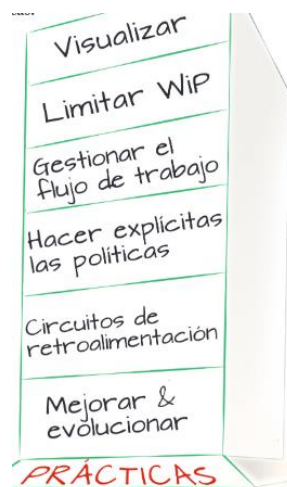 Visualizar
Limitar WiP
Gestionar el
flujo de trabajo
Hacer explícitas
las políticas
Circuitos de
retroalimentación
Mejorar &
evolucionar
PRÁCTICAS